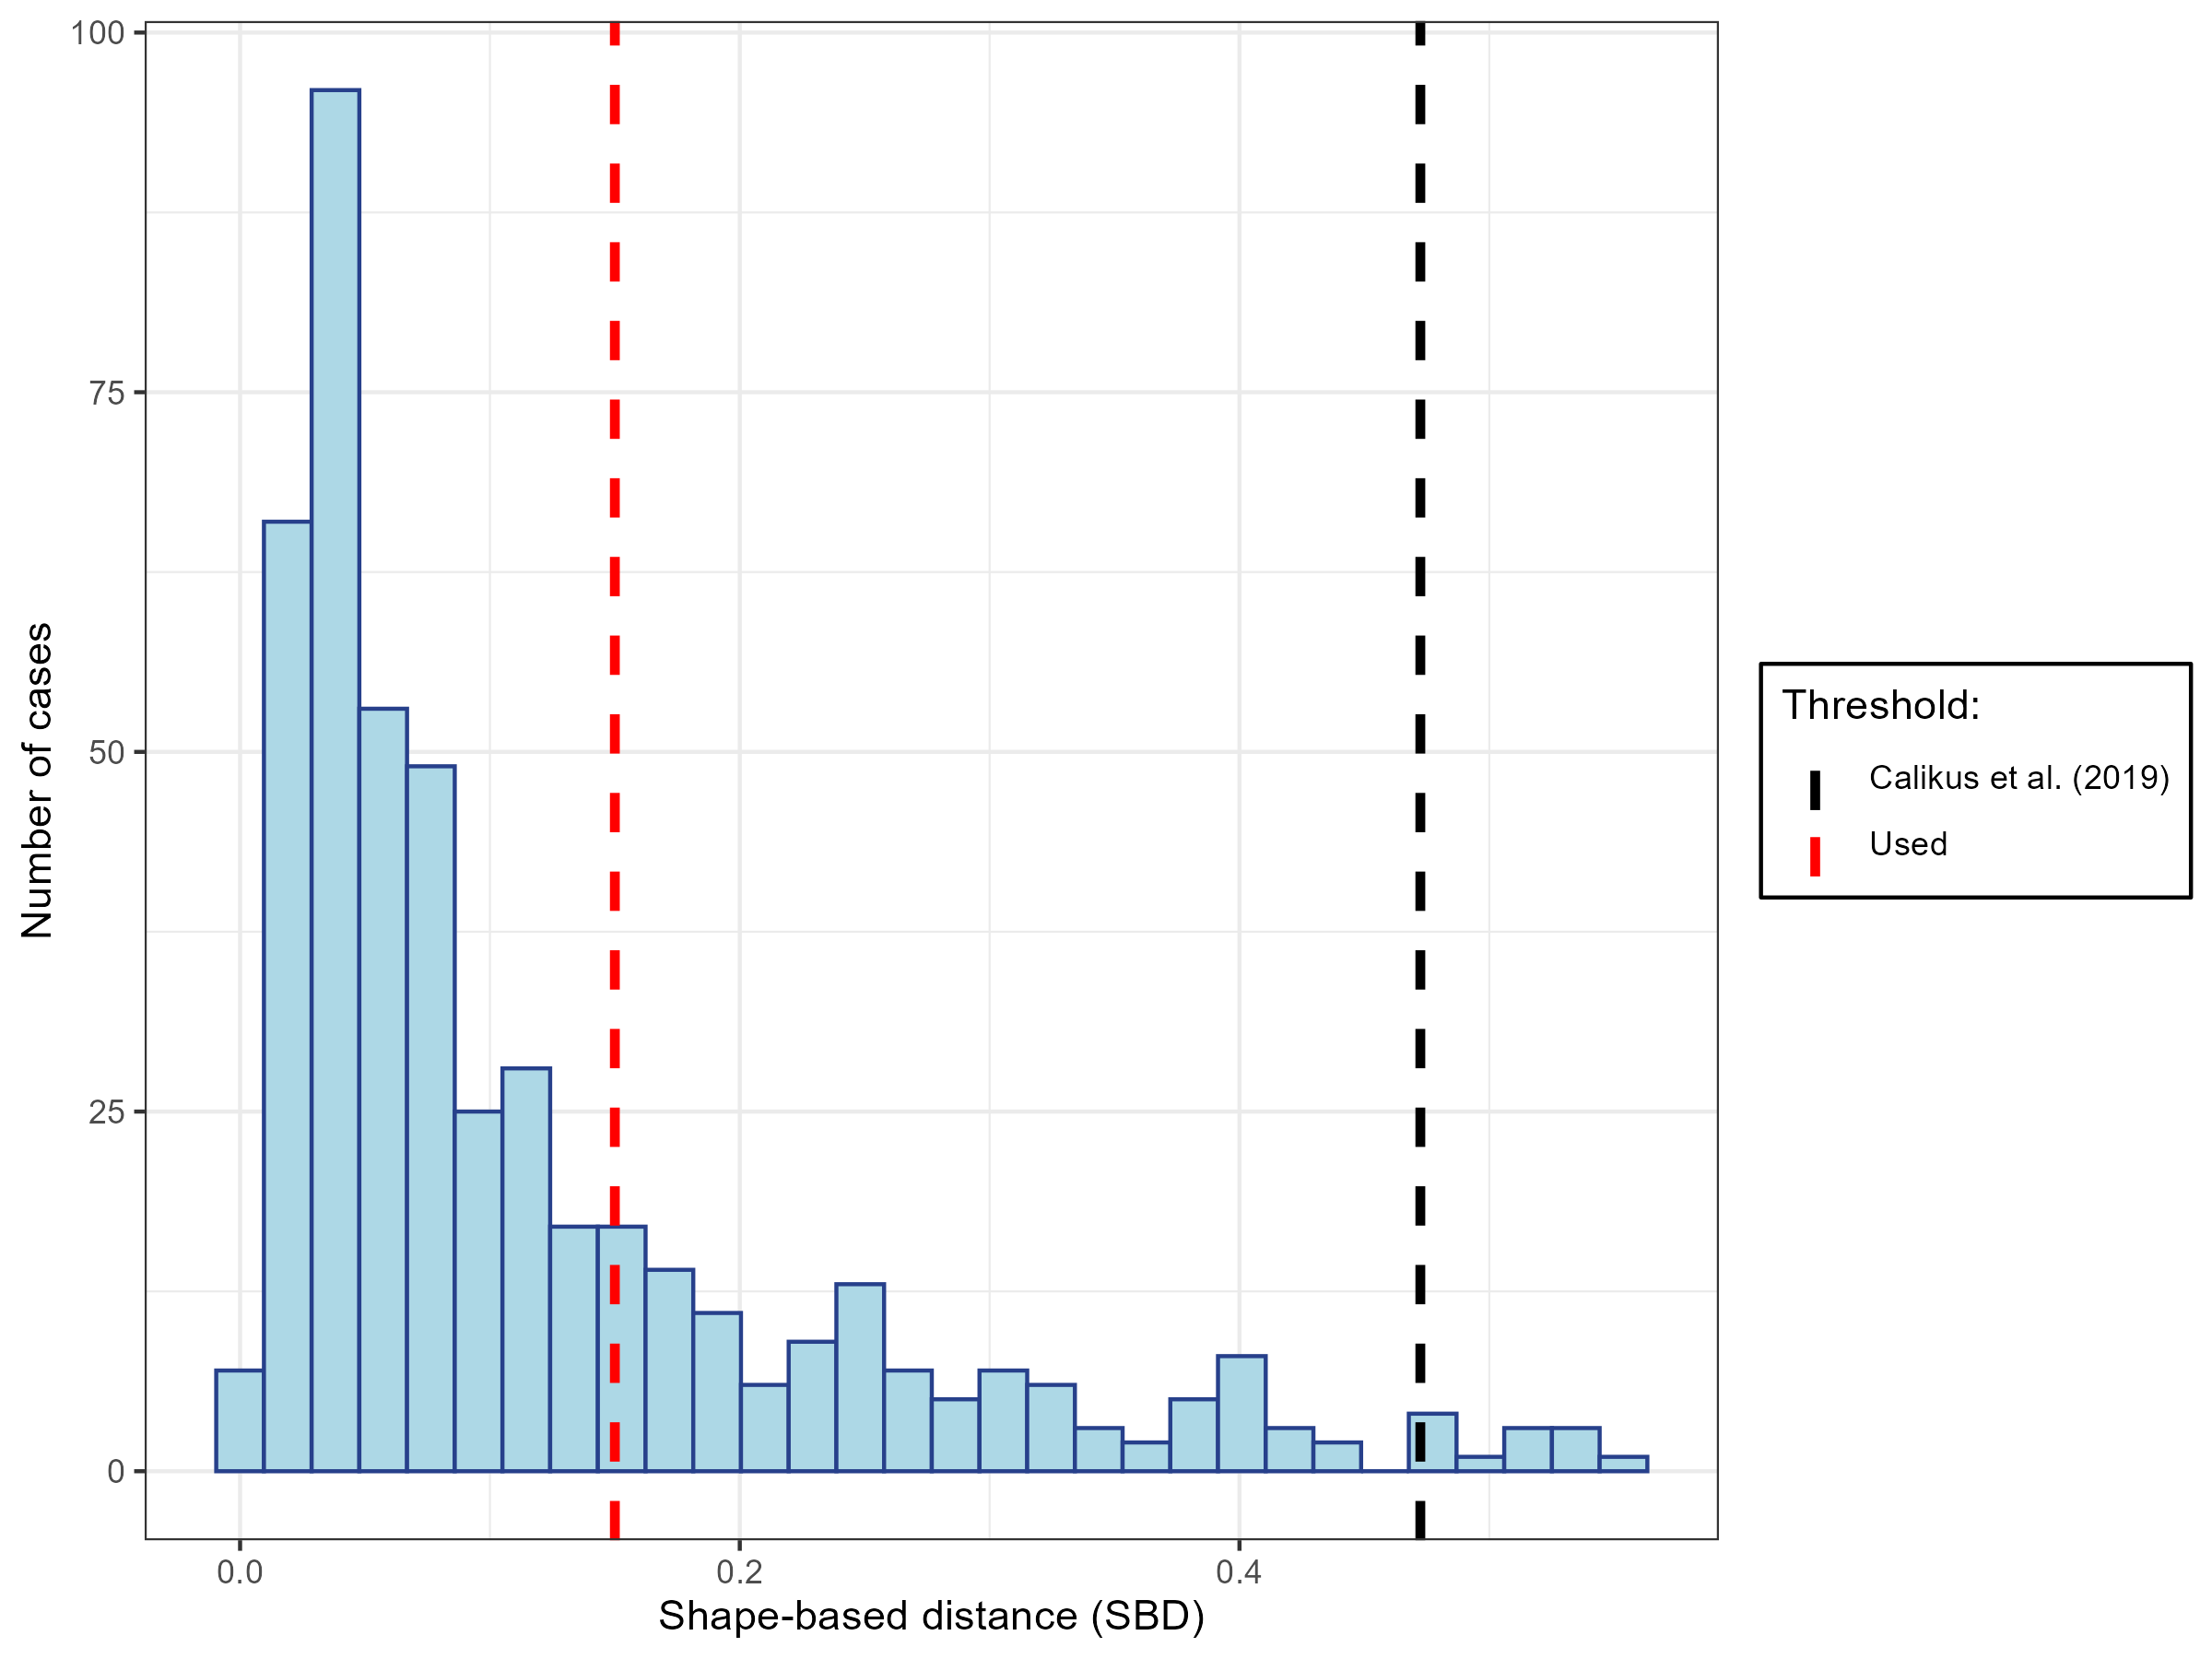 100
75
50
25
0
Number of cases
0.0
0.2
0.4
Shape-based distance (SBD)
Threshold:
Calikus et al. (2019)
Used